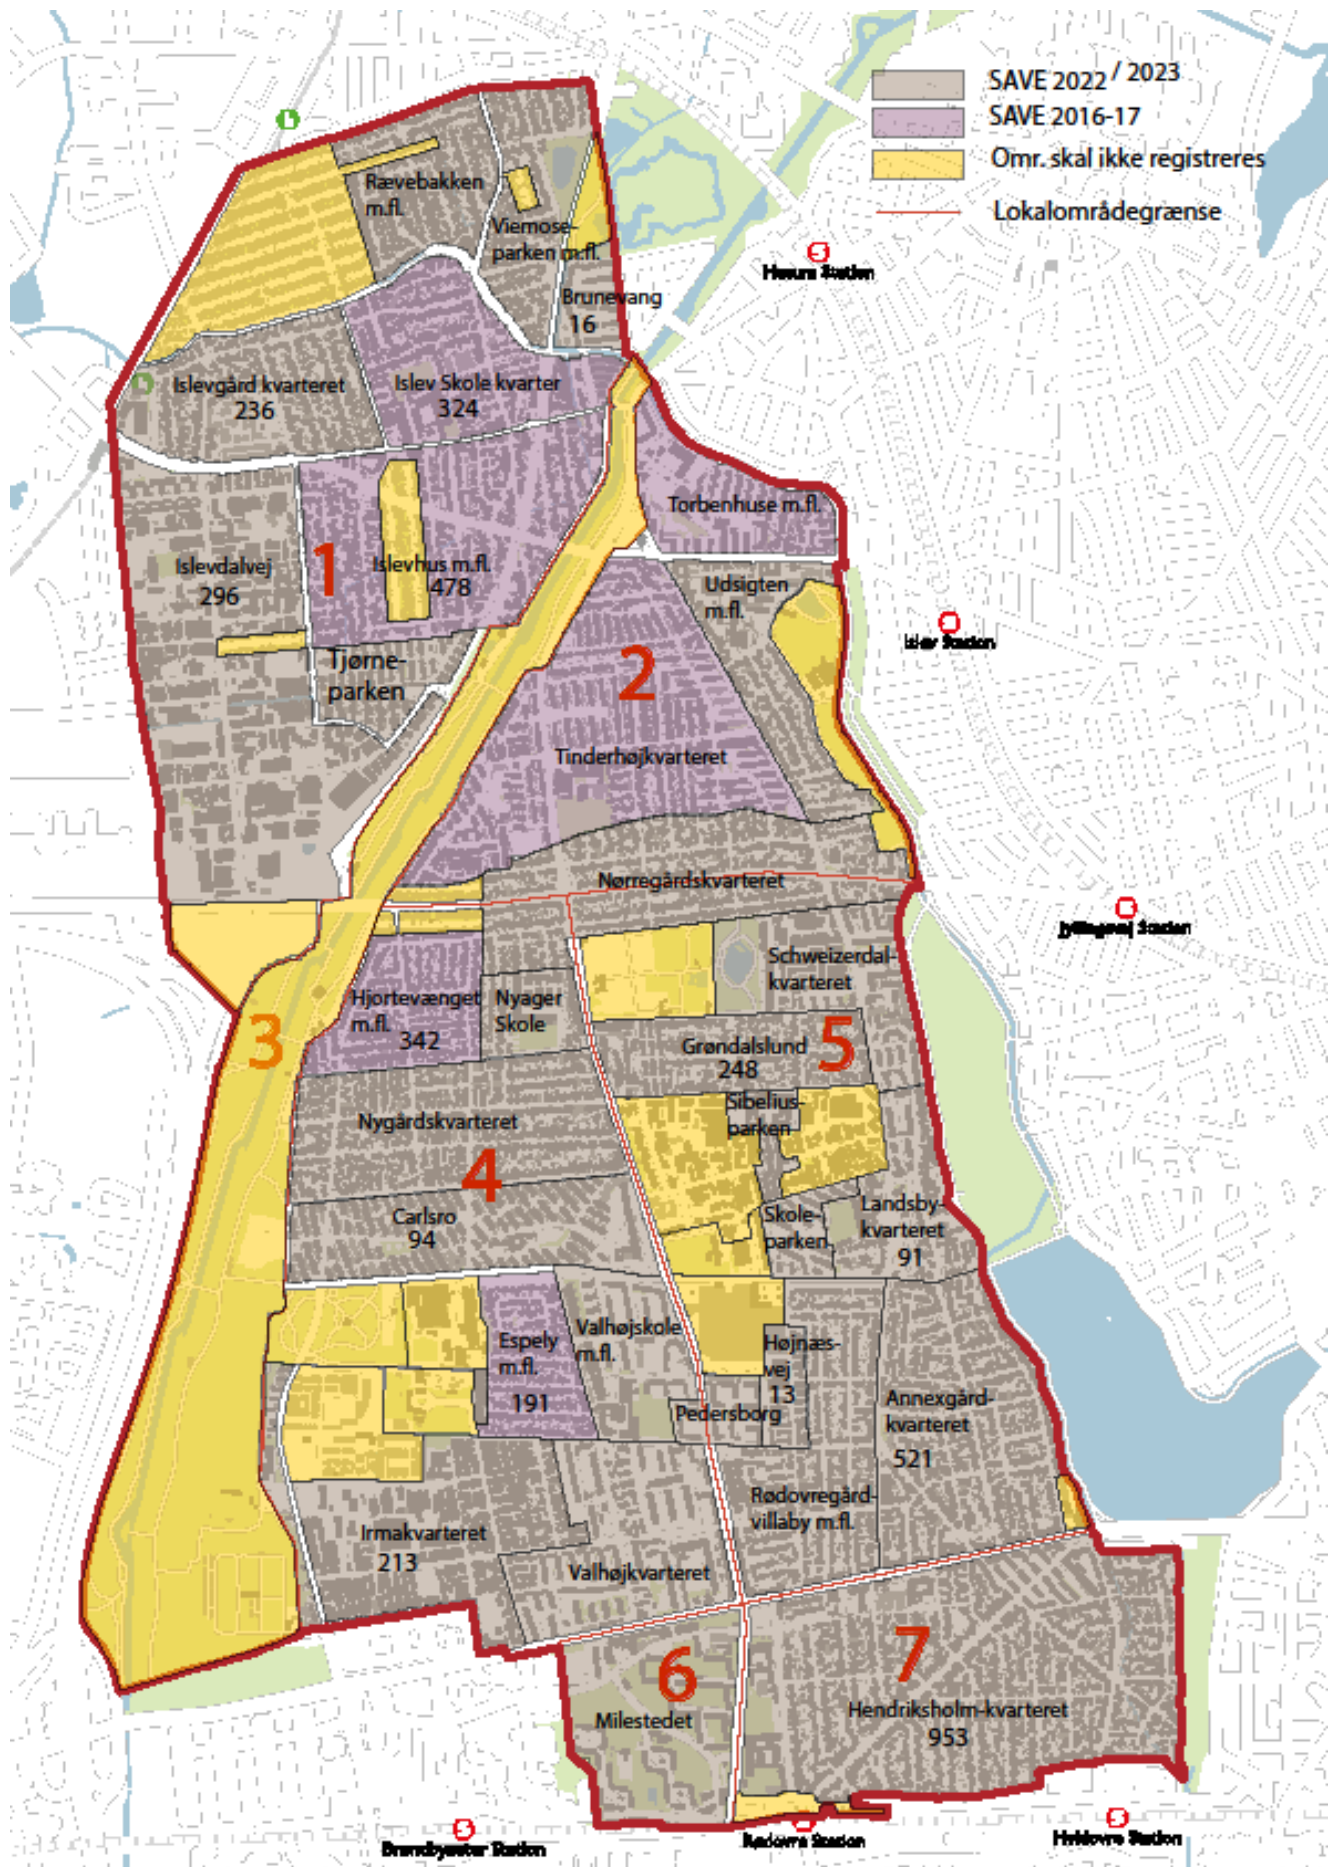 SAVE 2022 / 2023
SAVE 2016-17
Omr. skal ikke registreres
Lokalområdegrænse
Rævebakken
m.fl.
Viemose-
parken m.fl.
Brunevang
16
Islevgård kvarteret
236
Islev Skole kvarter
324
Torbenhuse m.fl.
1
Islevhus m.fl.
478
Islevdalvej
296
Udsigten
m.fl.
Tjørne-
parken
2
Tinderhøjkvarteret
Nørregårdskvarteret
Schweizerdal-
kvarteret
Hjortevænget
m.fl.
342
Nyager
Skole
3
Grøndalslund
248
5
Sibelius-
parken
Nygårdskvarteret
4
Carlsro
94
Skole-
parken
Landsby-
kvarteret
91
Espely
m.fl.
191
Valhøjskole
m.fl.
Højnæs-
vej
13
Pedersborg
Annexgård-
kvarteret
521
Rødovregård-
villaby m.fl.
Irmakvarteret
213
Valhøjkvarteret
6
Milestedet
7
Hendriksholm-kvarteret
953
Rødovre Station
Hvidovre Station